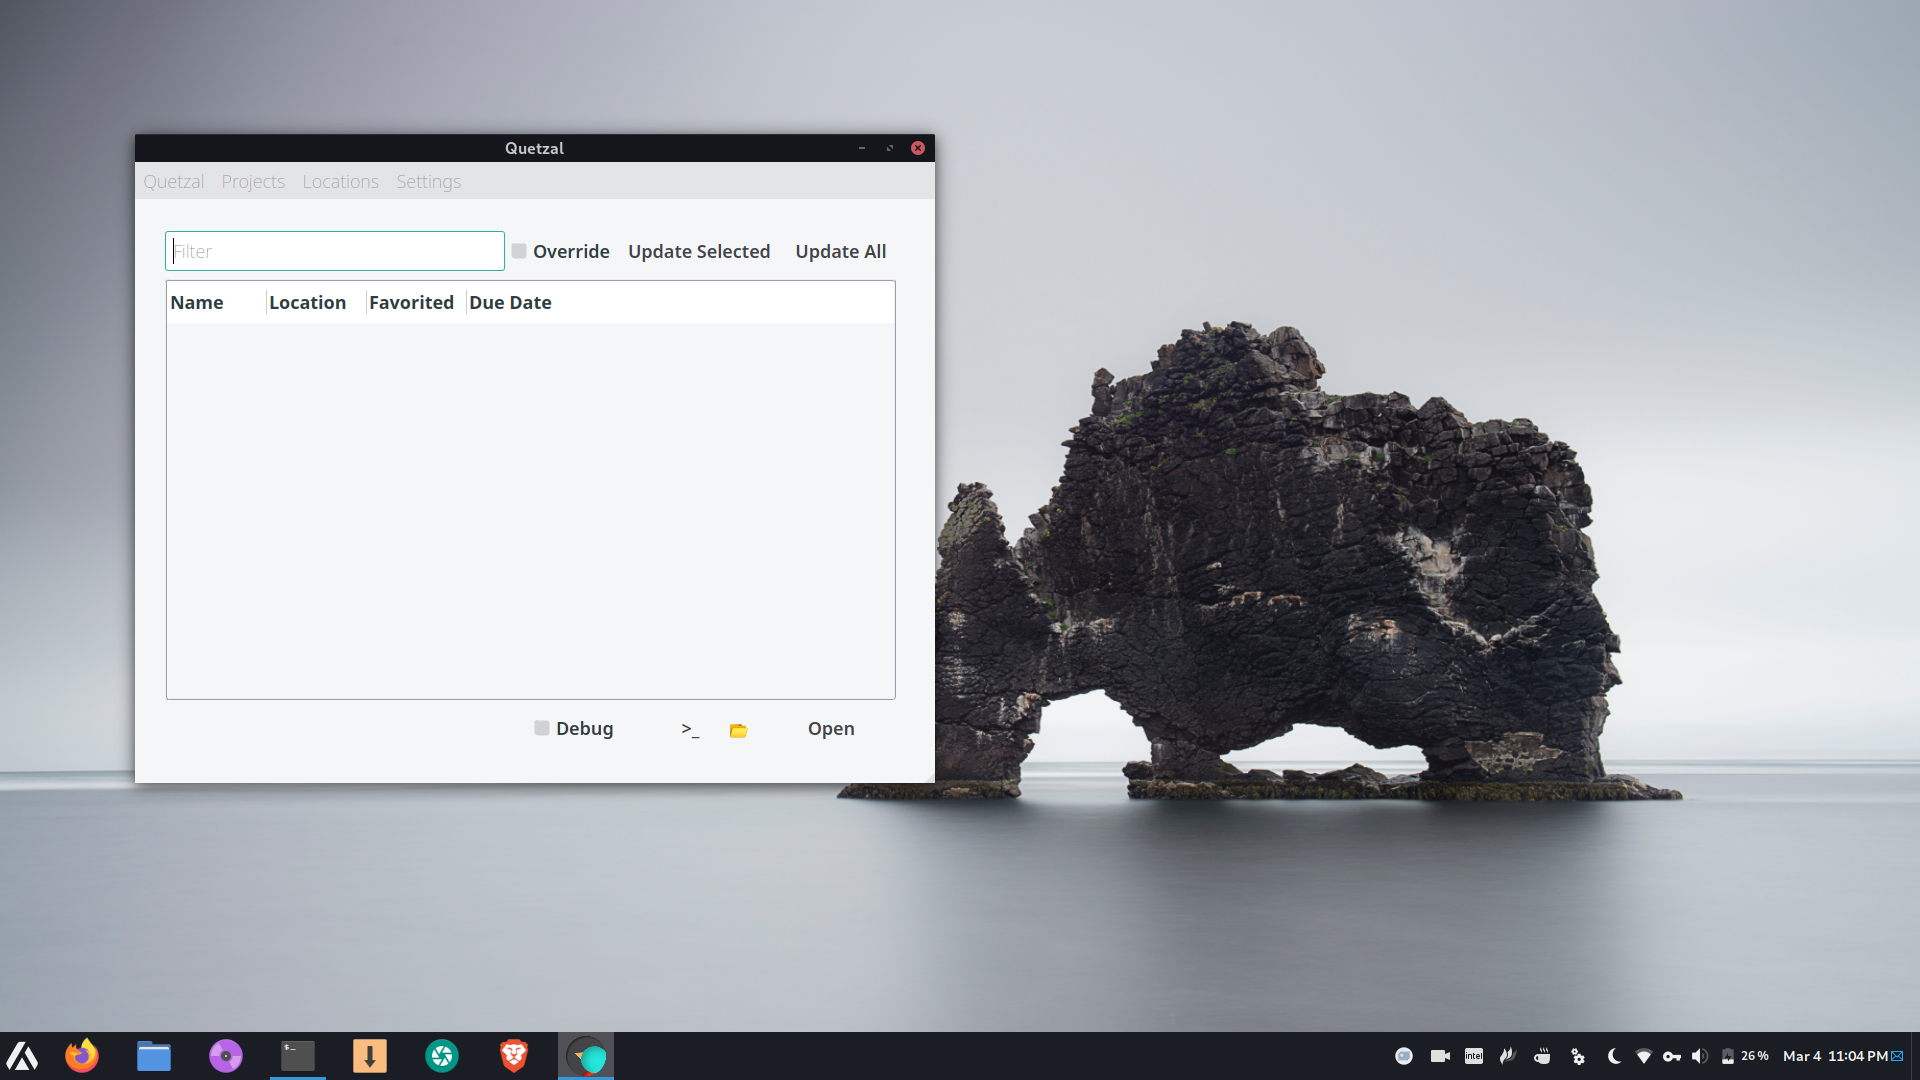 Quetzal
Quetzal Projects Locations Settings
Filter Override Update Selected Update All
Name Location Favorited Due Date
Debug >_ Open
$_ intel 26 % Mar 4 11:04 PM